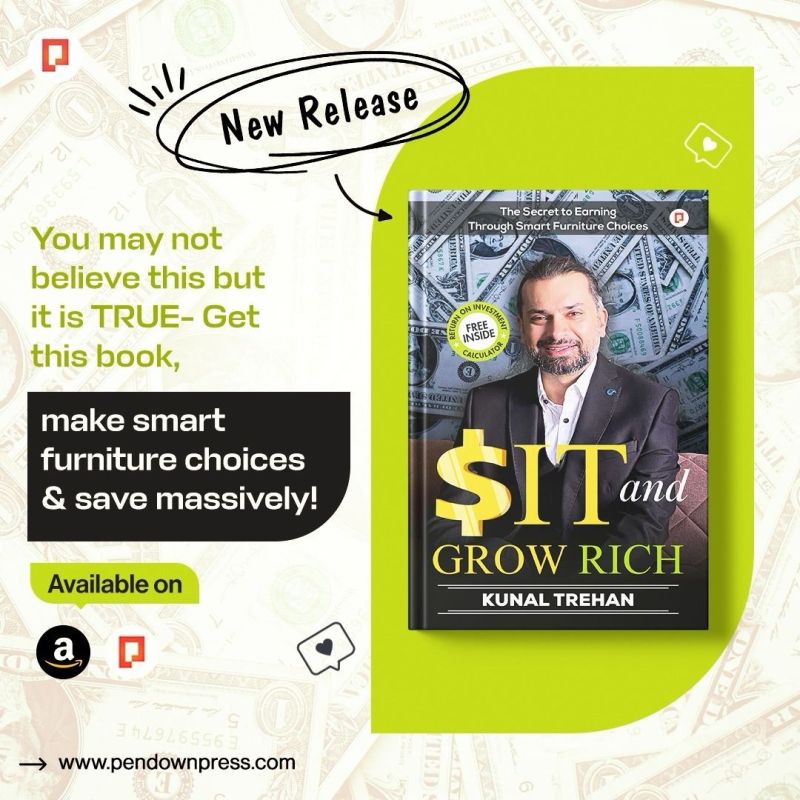 New Release
You may not
believe this but
it is TRUE- Get
this book,
make smart
furniture choices
& save massively!
Available on
a
→ www.pendownpress.com
The Secret to Earning
Through Smart Furniture Choices
RETURN ON INVESTMENT
FREE
INSIDE
CALCULATOR
$IT and
GROW RICH
KUNAL TREHAN